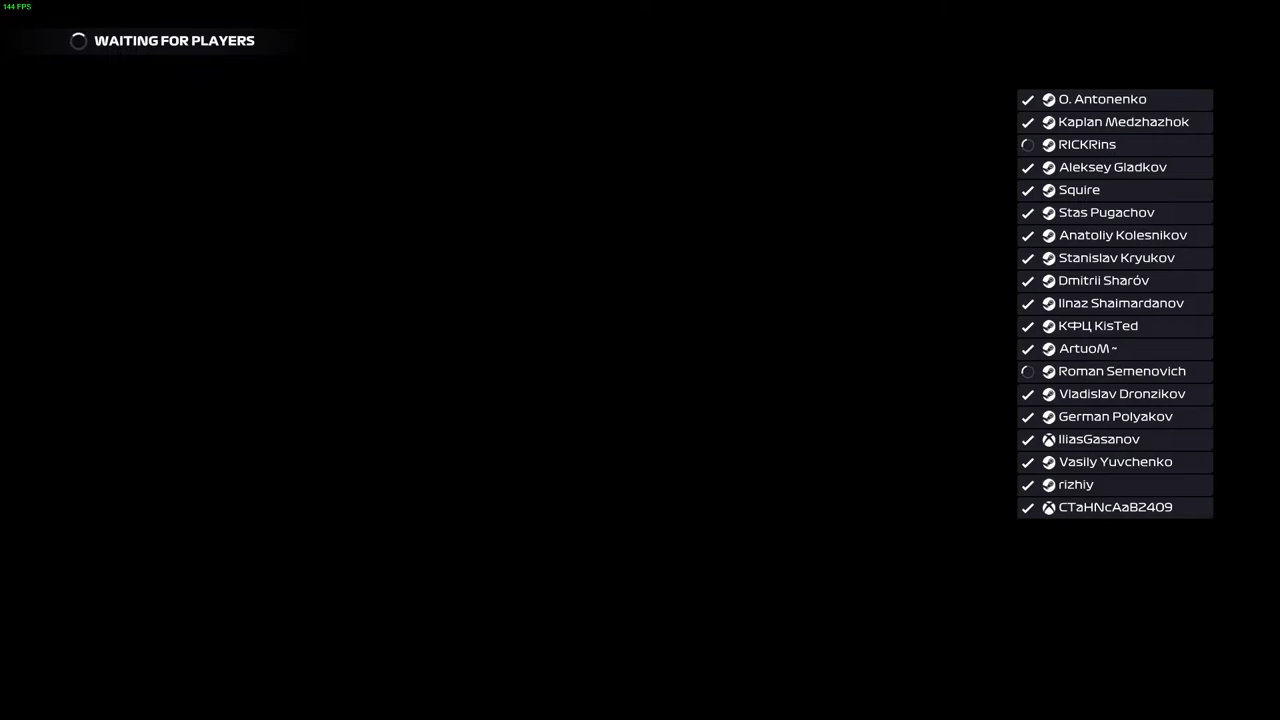 144 FPS
WAITING FOR PLAYERS
O. Antonenko
Kaplan Medzhazhok
RICKRins
Aleksey Gladkov
Squire
Stas Pugachov
Anatoliy Kolesnikov
Stanislav Kryukov
Dmitrii Sharóv
Ilnaz Shaimardanov
КФЦ KisTed
ArtuoM ~
Roman Semenovich
Vladislav Dronzikov
German Polyakov
IliasGasanov
Vasily Yuvchenko
rizhiy
CTaHNcAaB2409